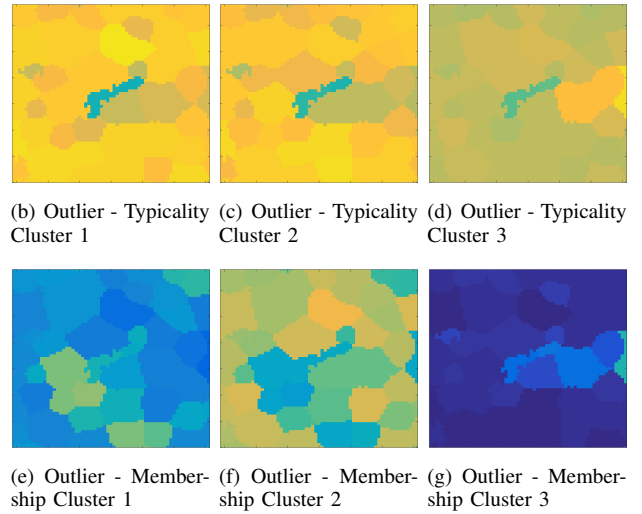 (b) Outlier - Typicality
Cluster 1
(c) Outlier - Typicality
Cluster 2
(d) Outlier - Typicality
Cluster 3
(e) Outlier - Member-
ship Cluster 1
(f) Outlier - Member-
ship Cluster 2
(g) Outlier - Member-
ship Cluster 3